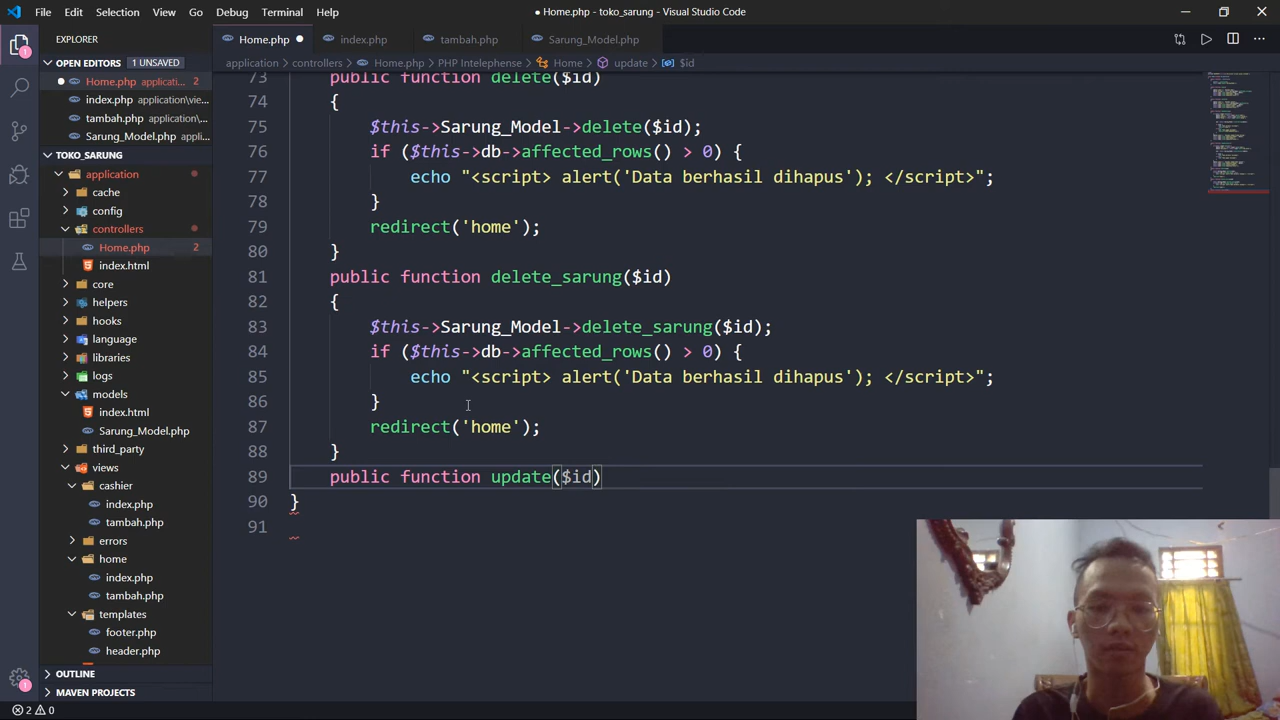 File Edit Selection View Go Debug Terminal Help
● Home.php - toko_sarung - Visual Studio Code
EXPLORER
Home.php
index.php
tambah.php
Sarung_Model.php
OPEN EDITORS 1 UNSAVED
application > controllers > Home.php > PHP Intelephense > Home > update > $id
Home.php applicati... 2
index.php application\vie...
tambah.php application\...
Sarung_Model.php appli...
TOKO_SARUNG
application
cache
config
controllers
Home.php 2
index.html
core
helpers
hooks
language
libraries
logs
models
index.html
Sarung_Model.php
third_party
views
cashier
index.php
tambah.php
errors
home
index.php
tambah.php
templates
footer.php
header.php
OUTLINE
MAVEN PROJECTS
73 public function delete($id)
74 {
75 $this->Sarung_Model->delete($id);
76 if ($this->db->affected_rows() > 0) {
77 echo "<script> alert('Data berhasil dihapus'); </script>";
78 }
79 redirect('home');
80 }
81 public function delete_sarung($id)
82 {
83 $this->Sarung_Model->delete_sarung($id);
84 if ($this->db->affected_rows() > 0) {
85 echo "<script> alert('Data berhasil dihapus'); </script>";
86 }
87 redirect('home');
88 }
89 public function update($id)
90 }
91
1
1
2 0